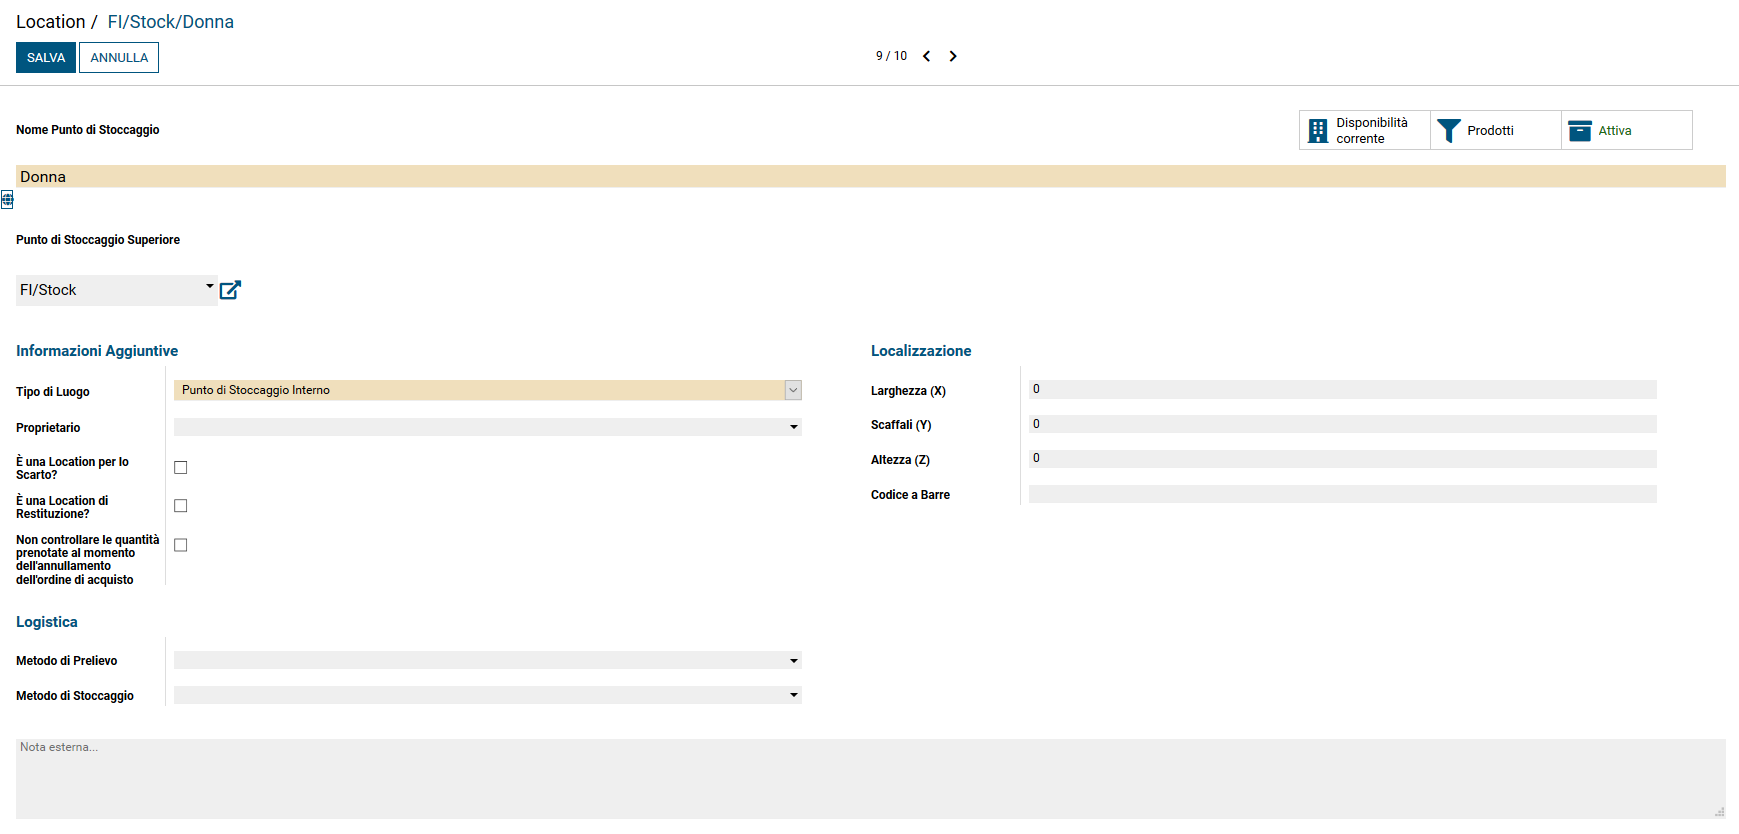 Location / FI/Stock/Donna
SALVA ANNULLA 9 / 10
Nome Punto di Stoccaggio
Disponibilità
corrente
Prodotti
Attiva
Donna
Punto di Stoccaggio Superiore
FI/Stock
Informazioni Aggiuntive
Tipo di Luogo Punto di Stoccaggio Interno
Proprietario
È una Location per lo
Scarto?
È una Location di
Restituzione?
Non controllare le quantità
prenotate al momento
dell'annullamento
dell'ordine di acquisto
Localizzazione
Larghezza (X) 0
Scaffali (Y) 0
Altezza (Z) 0
Codice a Barre
Logistica
Metodo di Prelievo
Metodo di Stoccaggio
Nota esterna...